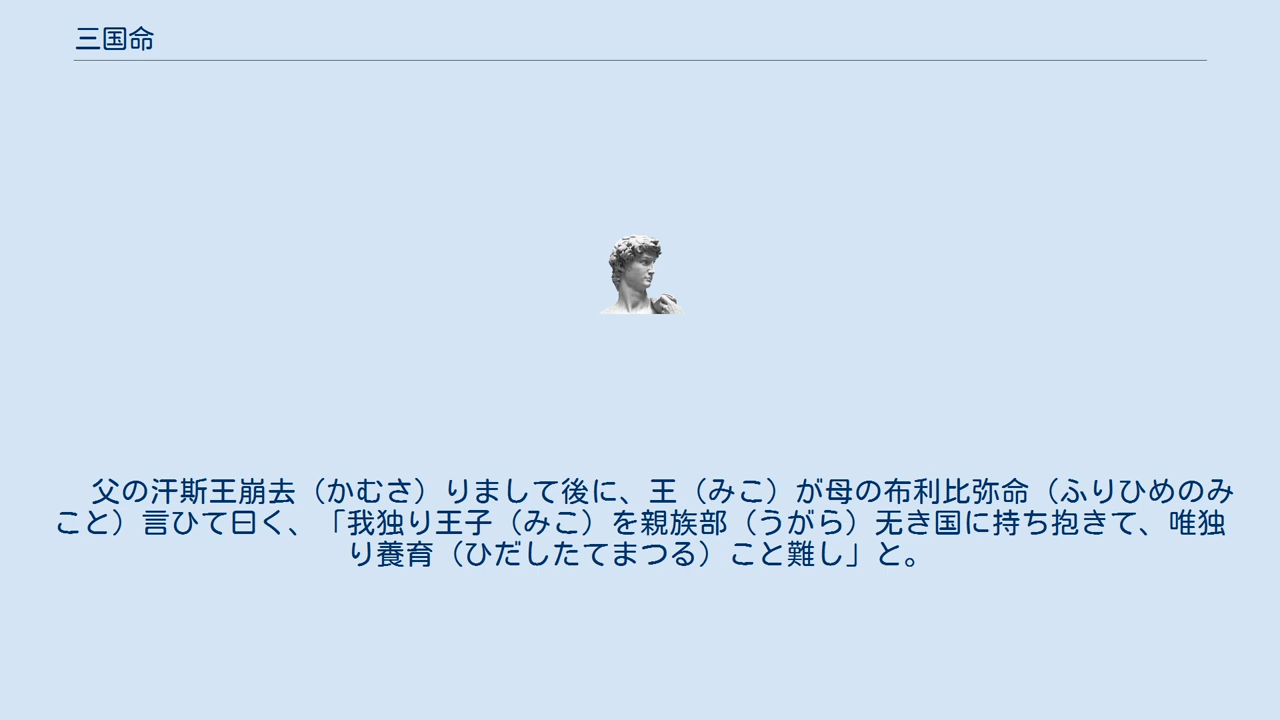 三国命
父の汗斯王崩去（かむさ）りまして後に、王（みこ）が母の布利比弥命（ふりひめのみ
こと）言ひて曰く、「我独り王子（みこ）を親族部（うがら）无き国に持ち抱きて、唯独
り養育（ひだしたてまつる）こと難し」と。